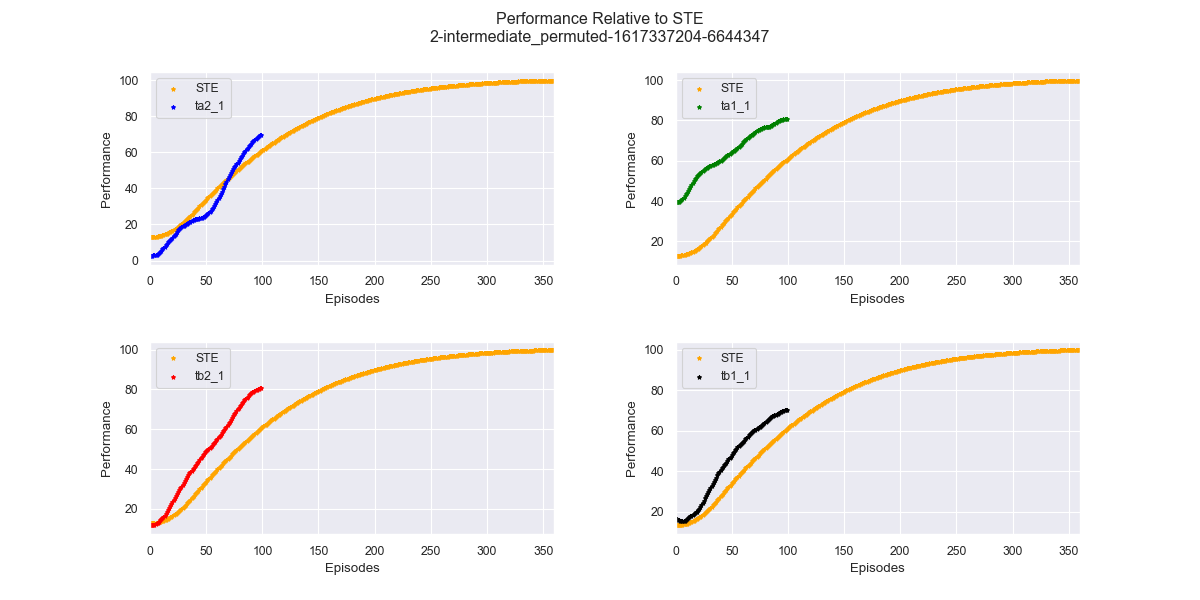 Performance Relative to STE
2-intermediate_permuted-1617337204-6644347
100
80
60
40
20
0
Performance
STE
ta2_1
0 50 100 150 200 250 300 350
Episodes
100
80
60
40
20
Performance
STE
ta1_1
0 50 100 150 200 250 300 350
Episodes
100
80
60
40
20
Performance
STE
tb2_1
0 50 100 150 200 250 300 350
Episodes
100
80
60
40
20
Performance
STE
tb1_1
0 50 100 150 200 250 300 350
Episodes